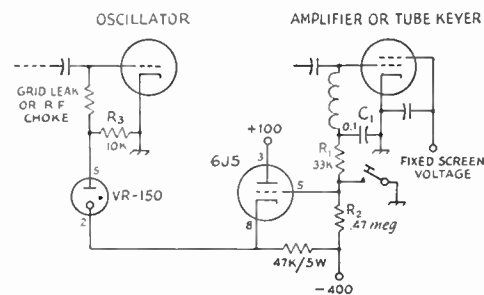 OSCILLATOR
AMPLIFIER OR TUBE KEYER
GRID LEAK
OR R F
CHOKE
R3
10K
C1
0.1
+100
R1
33K
FIXED SCREEN
VOLTAGE
6J5
3
5
5
8
VR-150
2
R2
.47 meg
47K/5W
-400